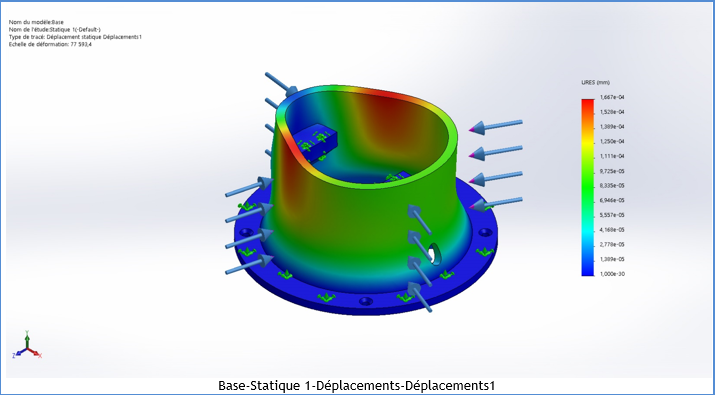 Nom du modèle:Base
Nom de l'étude:Statique 1(-Default-)
Type de tracé: Déplacement statique Déplacements1
Echelle de déformation: 77 593,4
URES (mm)
1,667e-04
1,528e-04
1,389e-04
1,250e-04
1,111e-04
9,725e-05
8,335e-05
6,946e-05
5,557e-05
4,168e-05
2,778e-05
1,389e-05
1,000e-30
Y
Z
X
Base-Statique 1-Déplacements-Déplacements1